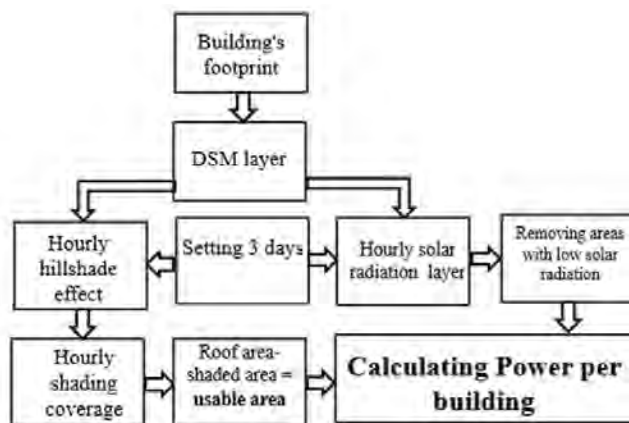 Building's
footprint
DSM layer
Hourly
hillshade
effect
Setting 3 days
Hourly solar
radiation layer
Removing areas
with low solar
radiation
Hourly
shading
coverage
Roof area-
shaded area =
usable area
Calculating Power per
building